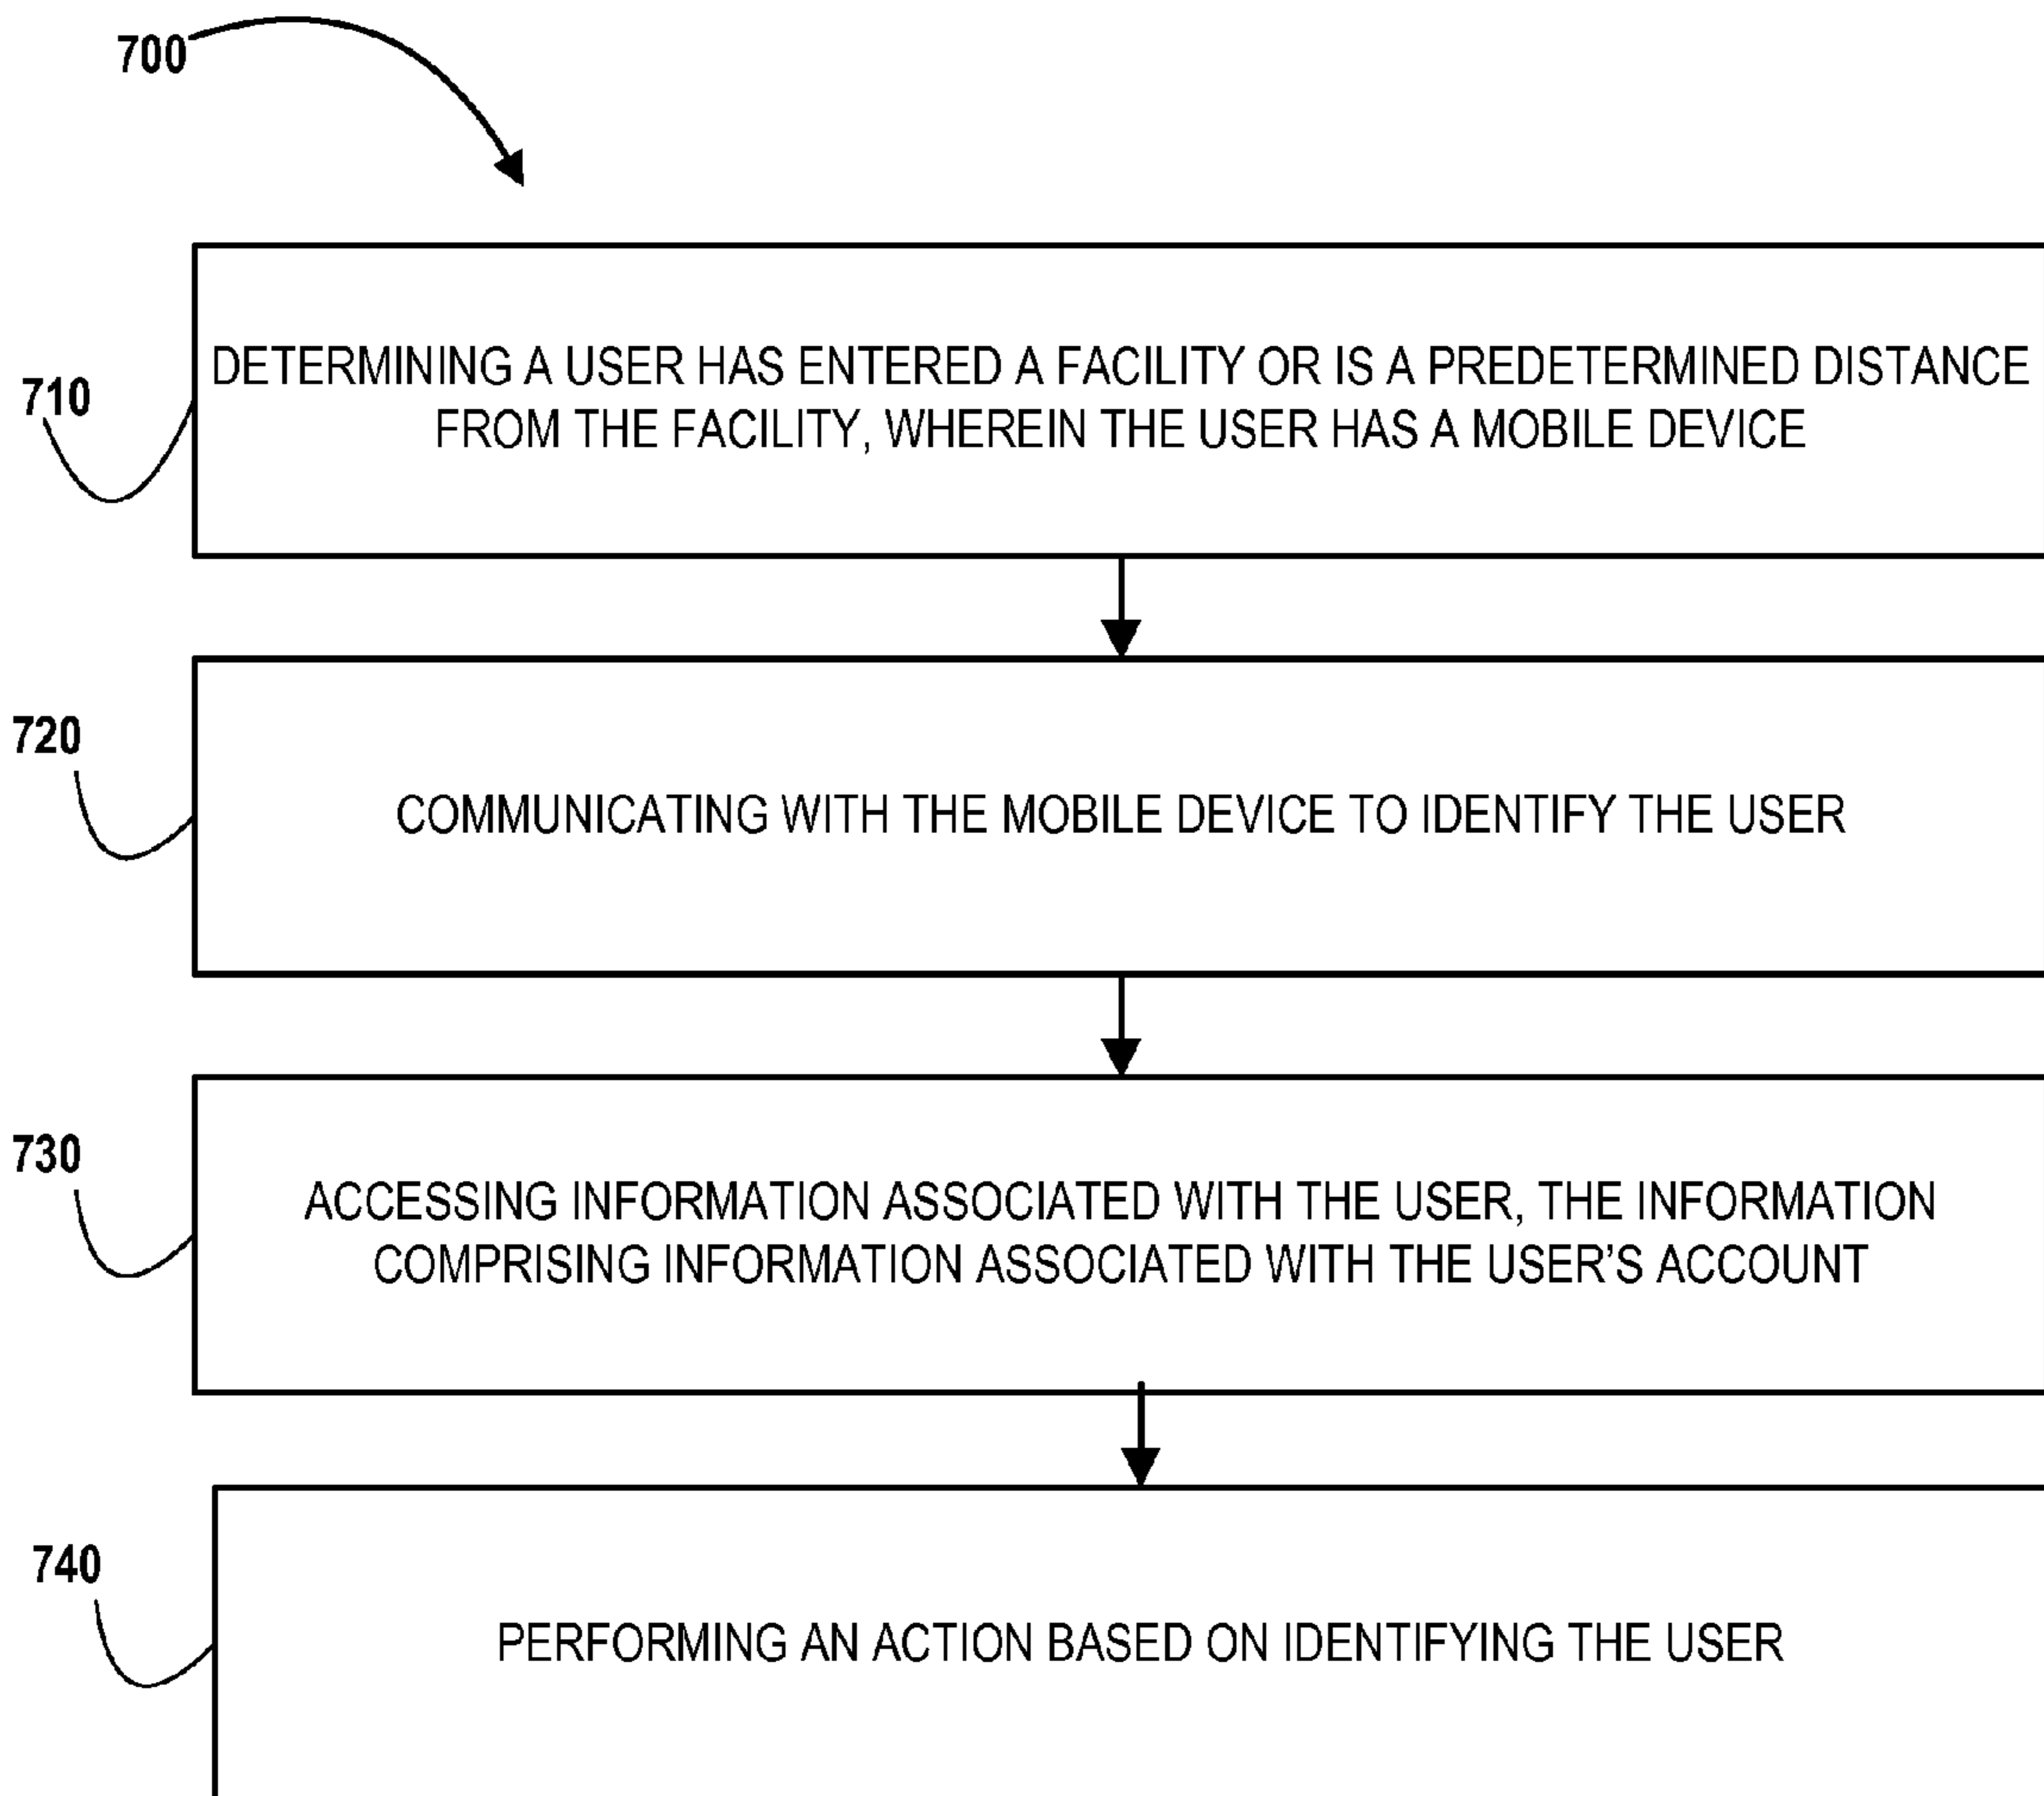 700
710
DETERMINING A USER HAS ENTERED A FACILITY OR IS A PREDETERMINED DISTANCE
FROM THE FACILITY, WHEREIN THE USER HAS A MOBILE DEVICE
720
COMMUNICATING WITH THE MOBILE DEVICE TO IDENTIFY THE USER
730
ACCESSING INFORMATION ASSOCIATED WITH THE USER, THE INFORMATION
COMPRISING INFORMATION ASSOCIATED WITH THE USER’S ACCOUNT
740
PERFORMING AN ACTION BASED ON IDENTIFYING THE USER